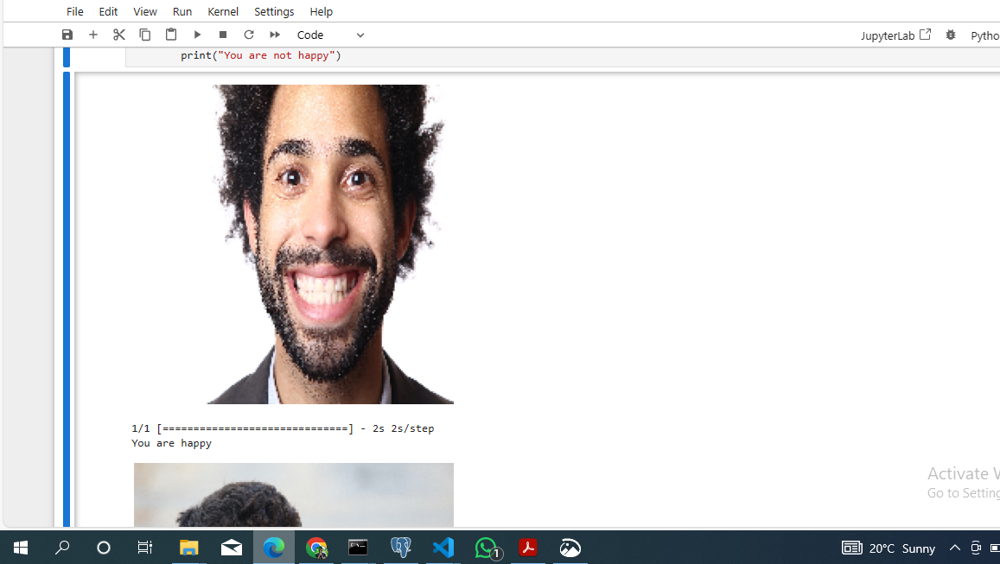 File Edit View Run Kernel Settings Help
Code JupyterLab Pytho
print("You are not happy")
1/1 [==============================] - 2s 2s/step
You are happy
Activate W
Go to Setting
1
20°C Sunny